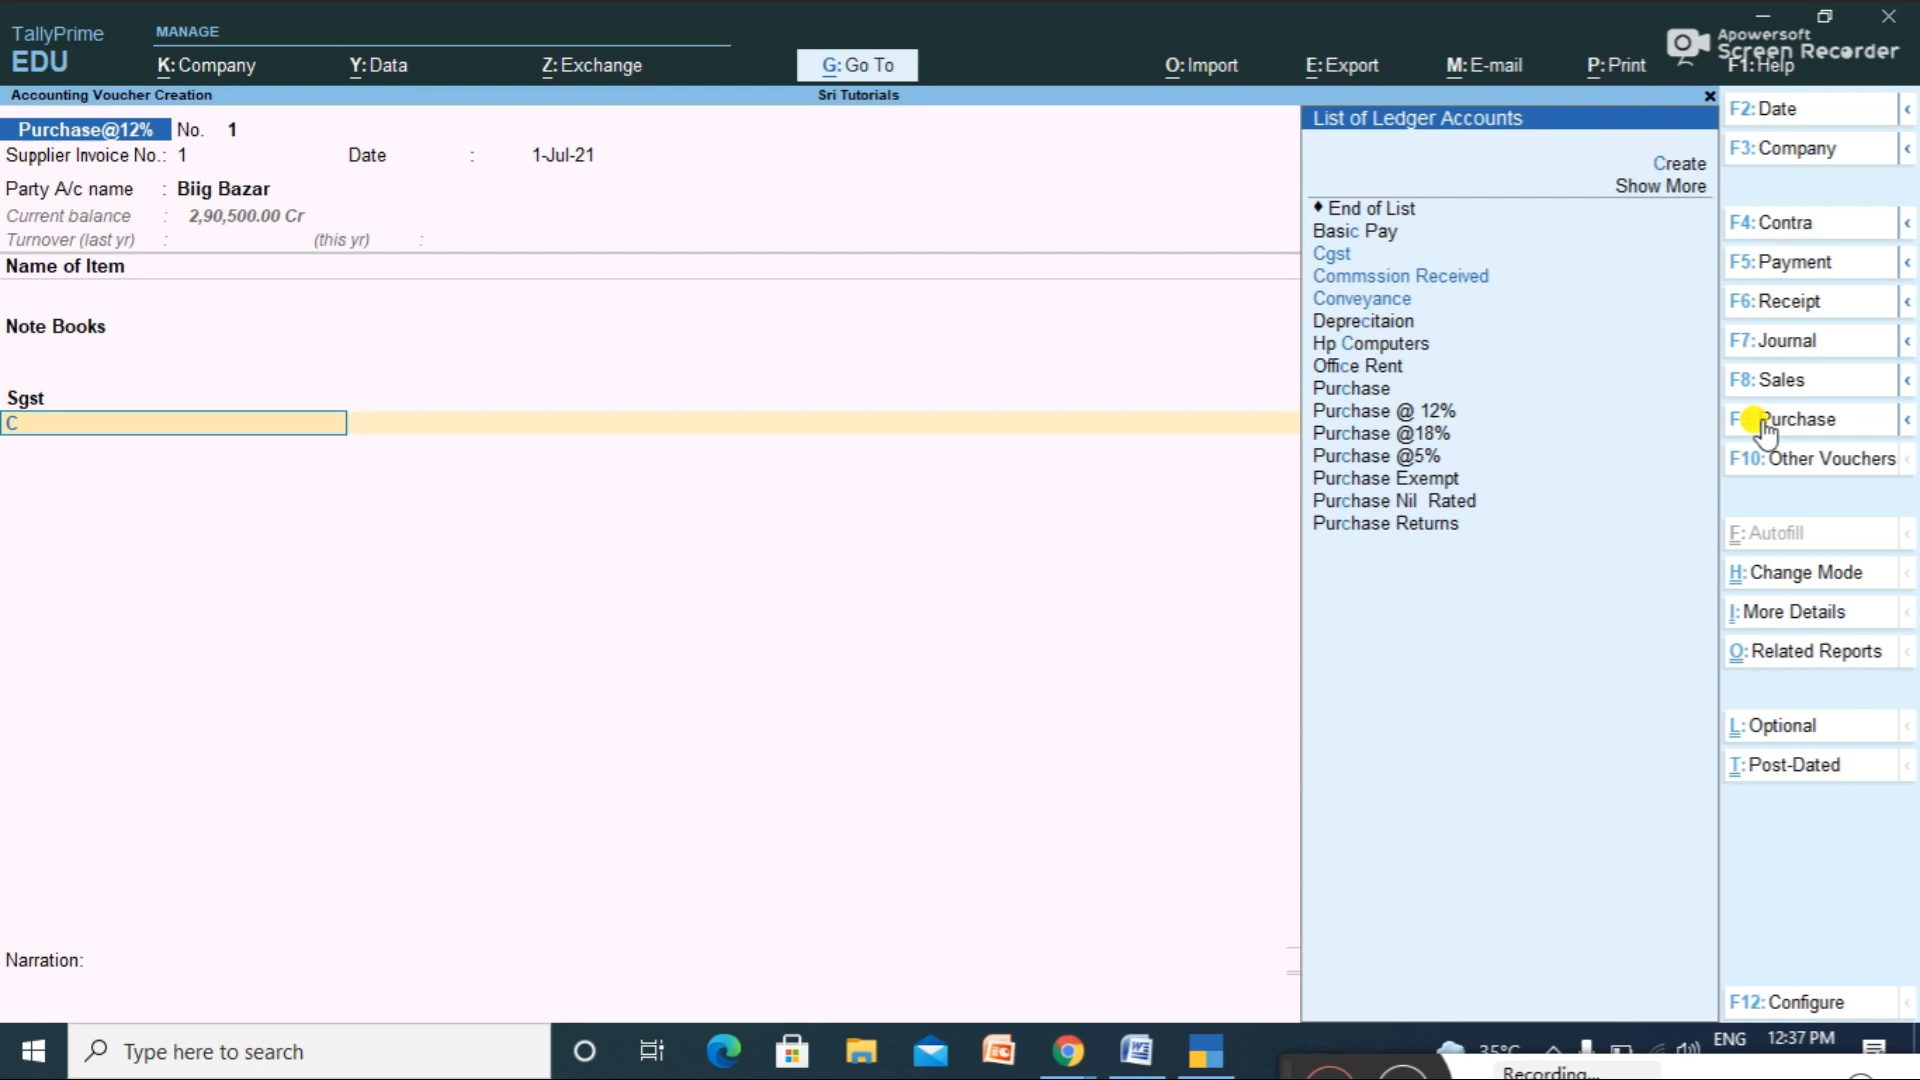 TallyPrime
EDU
MANAGE
K: Company
Y: Data
Z: Exchange
G: Go To
O: Import
E: Export
M: E-mail
P: Print
F1: Help
Apowersoft
Screen Recorder
Accounting Voucher Creation
Sri Tutorials
Purchase@12% No. 1
Supplier Invoice No.: 1 Date : 1-Jul-21
Party A/c name : Biig Bazar
Current balance : 2,90,500.00 Cr
Turnover (last yr) : (this yr) :
Name of Item
Note Books
Sgst
C
Narration:
List of Ledger Accounts
Create
Show More
♦ End of List
Basic Pay
Cgst
Commssion Received
Conveyance
Deprecitaion
Hp Computers
Office Rent
Purchase
Purchase @ 12%
Purchase @18%
Purchase @5%
Purchase Exempt
Purchase Nil Rated
Purchase Returns
F2: Date
F3: Company
F4: Contra
F5: Payment
F6: Receipt
F7: Journal
F8: Sales
Purchase
F10: Other Vouchers
F: Autofill
H: Change Mode
I: More Details
O: Related Reports
L: Optional
T: Post-Dated
F12: Configure
Type here to search
35°C
ENG
12:37 PM
Recording...